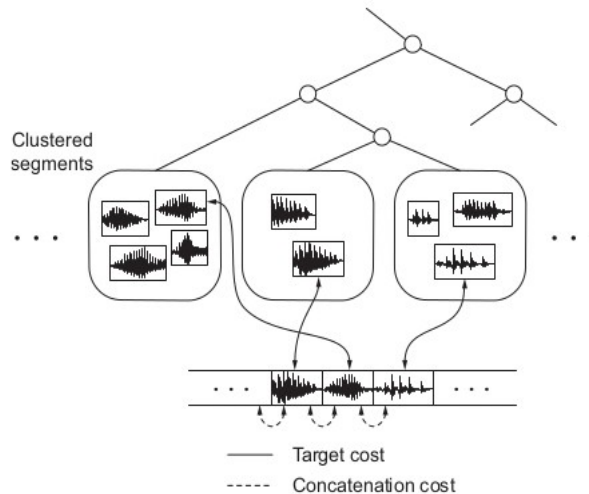 Clustered
segments
Target cost
Concatenation cost